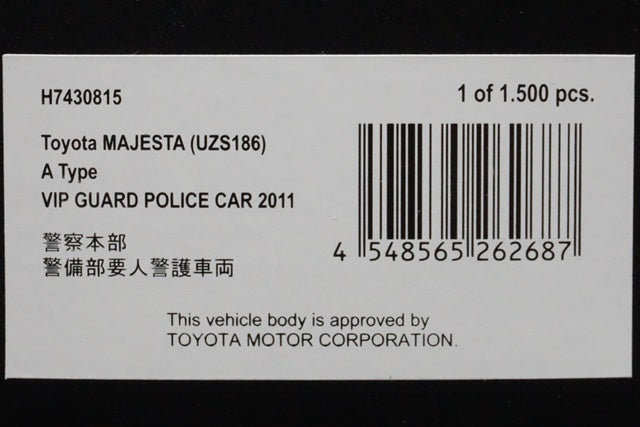 H7430815
1 of 1.500 pcs.
Toyota MAJESTA (UZS186)
A Type
VIP GUARD POLICE CAR 2011
警察本部
警備部要人警護車両
4 548565 262687
This vehicle body is approved by
TOYOTA MOTOR CORPORATION.